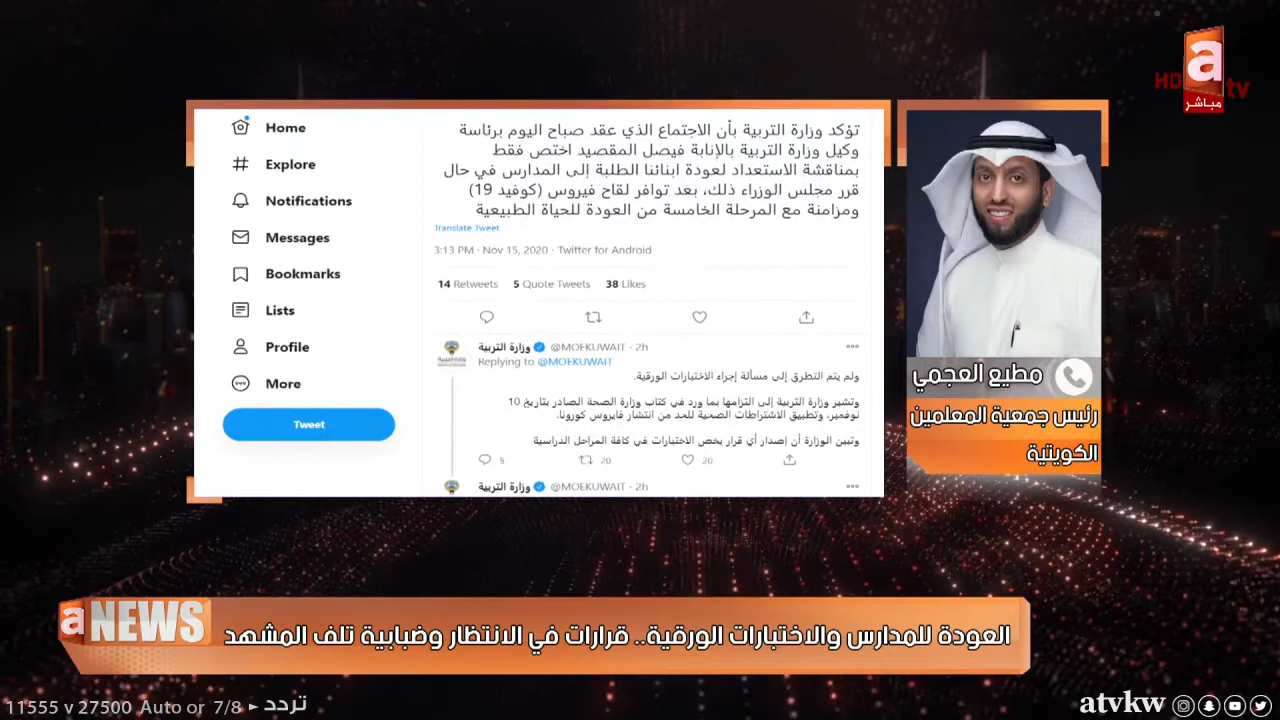 HD a tv
مباشر
Home
Explore
Notifications
Messages
Bookmarks
Lists
Profile
More
Tweet
تؤكد وزارة التربية بأن الاجتماع الذي عقد صباح اليوم برئاسة
وكيل وزارة التربية بالإنابة فيصل المقصيد اختص فقط
بمناقشة الاستعداد لعودة ابنائنا الطلبة إلى المدارس في حال
قرر مجلس الوزراء ذلك، بعد توافر لقاح فيروس (كوفيد 19)
ومزامنة مع المرحلة الخامسة من العودة للحياة الطبيعية
Translate Tweet
3:13 PM · Nov 15, 2020 · Twitter for Android
14 Retweets 5 Quote Tweets 38 Likes
وزارة التربية @MOEKUWAIT · 2h
Replying to @MOEKUWAIT
ولم يتم التطرق إلى مسألة إجراء الاختبارات الورقية.
وتشير وزارة التربية إلى التزامها بما ورد في كتاب وزارة الصحة الصادر بتاريخ 10
نوفمبر، وتطبيق الاشتراطات الصحية للحد من انتشار فايروس كورونا.
وتبين الوزارة أن إصدار أي قرار يخص الاختبارات في كافة المراحل الدراسية
5 20 20
وزارة التربية @MOEKUWAIT · 2h
مطيع العجمي
رئيس جمعية المعلمين
الكويتية
a NEWS
العودة للمدارس والاختبارات الورقية.. قرارات في الانتظار وضبابية تلف المشهد
تردد ► 11555 v 27500 Auto or 7/8
atvkw